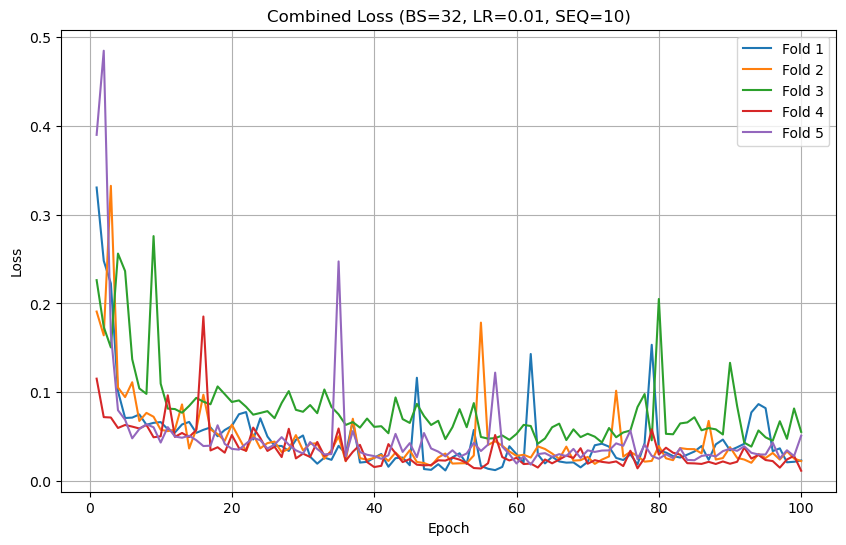 Combined Loss (BS=32, LR=0.01, SEQ=10)
Fold 1
Fold 2
Fold 3
Fold 4
Fold 5
Loss
0.5
0.4
0.3
0.2
0.1
0.0
0
20
40
60
80
100
Epoch